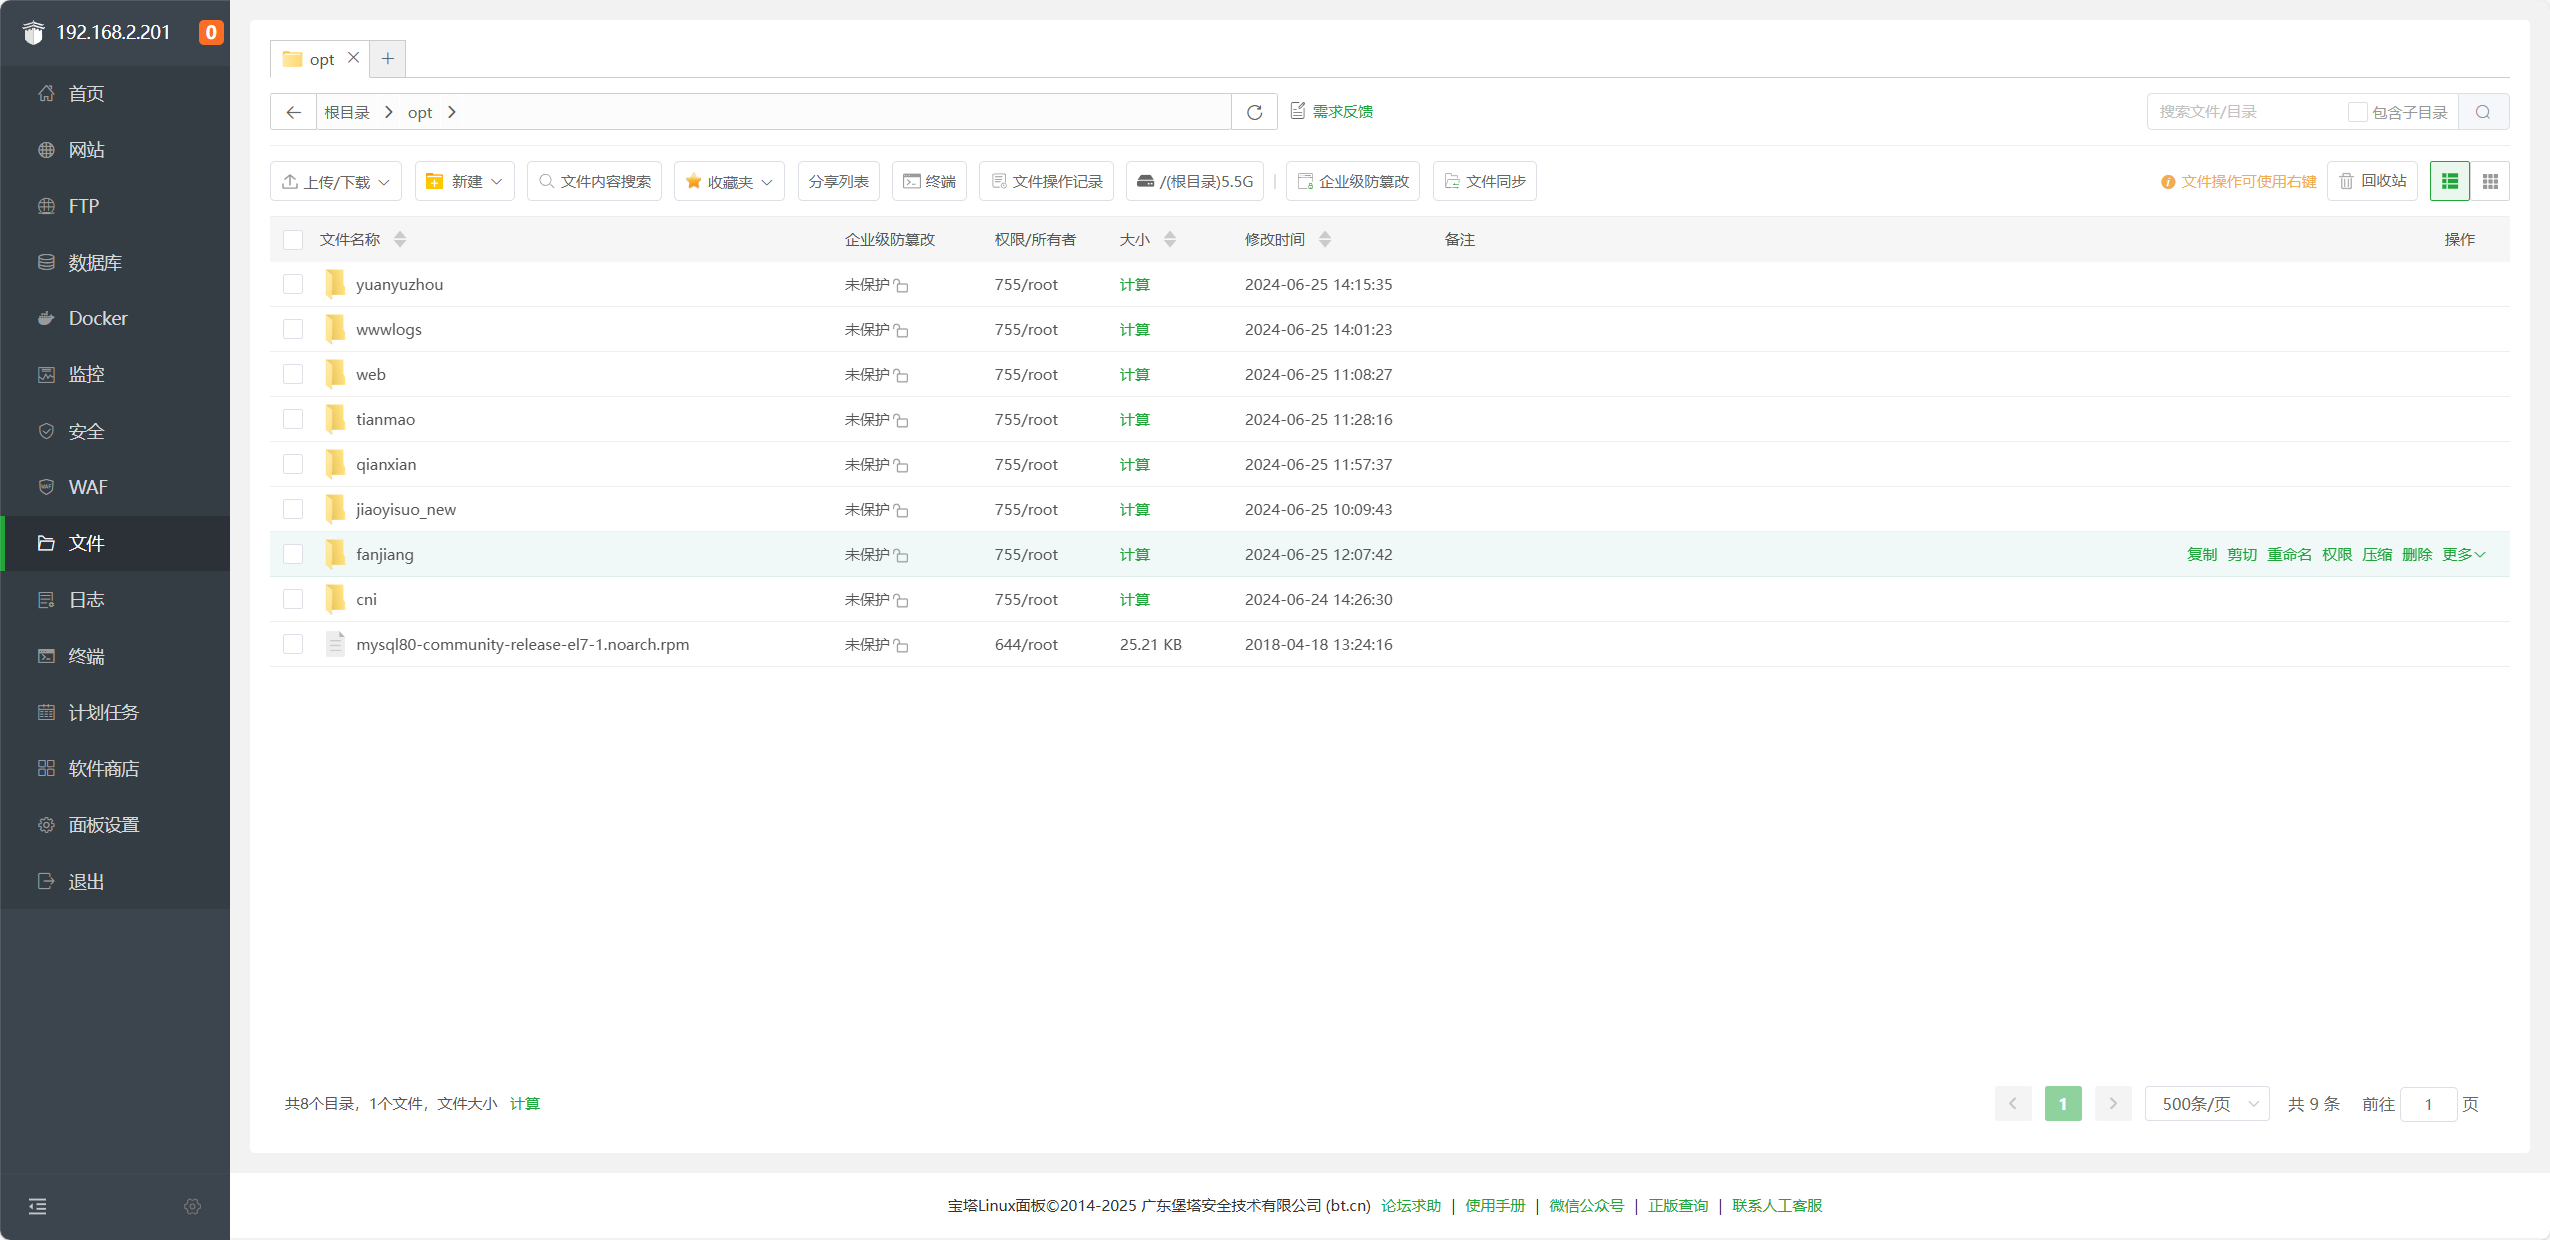 192.168.2.201 0
首页
网站
FTP
数据库
Docker
监控
安全
WAF
文件
日志
终端
计划任务
软件商店
面板设置
退出
opt
根目录 opt
需求反馈
搜索文件/目录 包含子目录
上传/下载 新建 文件内容搜索 收藏夹 分享列表 终端 文件操作记录 /(根目录)5.5G 企业级防篡改 文件同步 文件操作可使用右键 回收站
文件名称 企业级防篡改 权限/所有者 大小 修改时间 备注 操作
yuanyuzhou 未保护 755/root 计算 2024-06-25 14:15:35
wwwlogs 未保护 755/root 计算 2024-06-25 14:01:23
web 未保护 755/root 计算 2024-06-25 11:08:27
tianmao 未保护 755/root 计算 2024-06-25 11:28:16
qianxian 未保护 755/root 计算 2024-06-25 11:57:37
jiaoyisuo_new 未保护 755/root 计算 2024-06-25 10:09:43
fanjiang 未保护 755/root 计算 2024-06-25 12:07:42 复制 剪切 重命名 权限 压缩 删除 更多
cni 未保护 755/root 计算 2024-06-24 14:26:30
mysql80-community-release-el7-1.noarch.rpm 未保护 644/root 25.21 KB 2018-04-18 13:24:16
共8个目录，1个文件，文件大小 计算
1 500条/页 共 9 条 前往 1 页
宝塔Linux面板©2014-2025 广东堡塔安全技术有限公司 (bt.cn) 论坛求助 | 使用手册 | 微信公众号 | 正版查询 | 联系人工客服